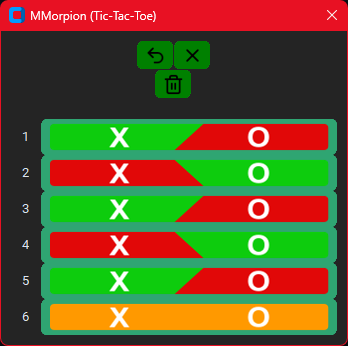 MMorpion (Tic-Tac-Toe)
1 X O
2 X O
3 X O
4 X O
5 X O
6 X O